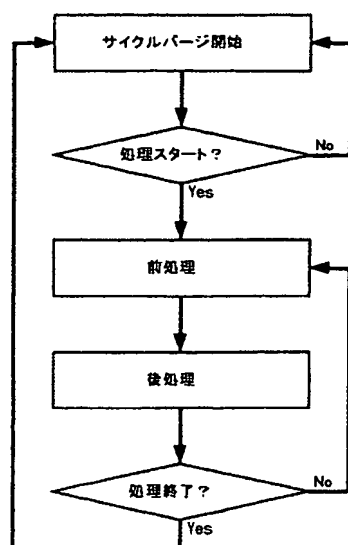 サイクルパージ開始
処理スタート?
No
Yes
前処理
後処理
処理終了?
No
Yes